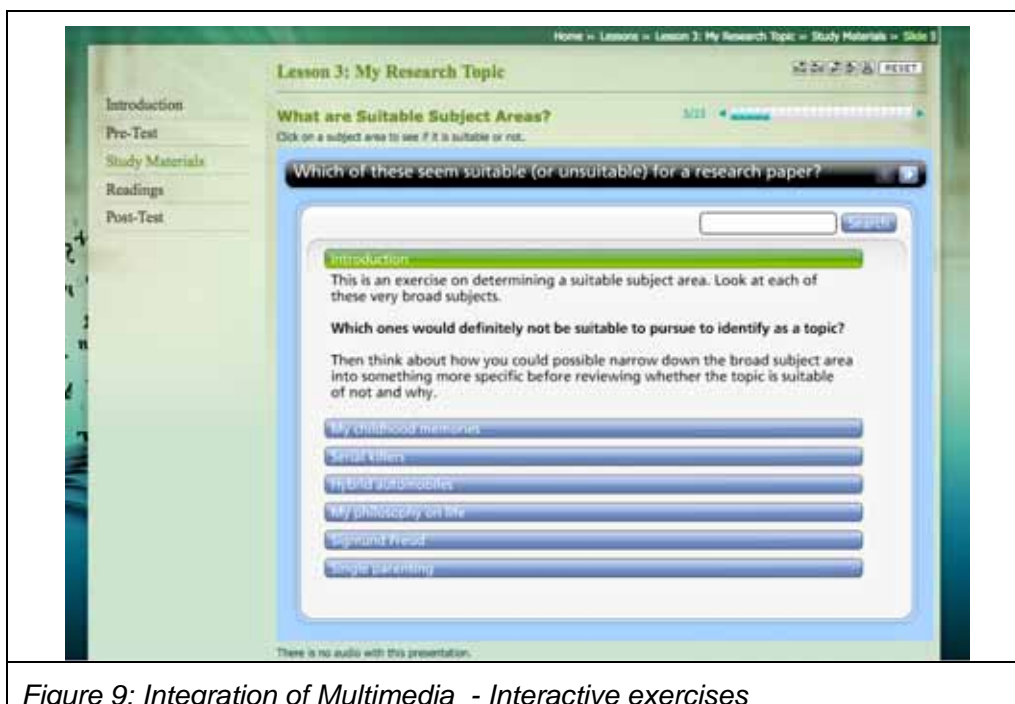 Home » Lessons » Lesson 3: My Research Topic » Study Materials » Slide 5
Lesson 3: My Research Topic
RESET
Introduction
Pre-Test
Study Materials
Readings
Post-Test
What are Suitable Subject Areas?
5/23
Click on a subject area to see if it is suitable or not.
Which of these seem suitable (or unsuitable) for a research paper?
Search
Introduction
This is an exercise on determining a suitable subject area. Look at each of
these very broad subjects.
Which ones would definitely not be suitable to pursue to identify as a topic?
Then think about how you could possible narrow down the broad subject area
into something more specific before reviewing whether the topic is suitable
of not and why.
My childhood memories
Serial killers
Hybrid automobiles
My philosophy on life
Sigmund Freud
Single parenting
There is no audio with this presentation.
Figure 9: Integration of Multimedia - Interactive exercises